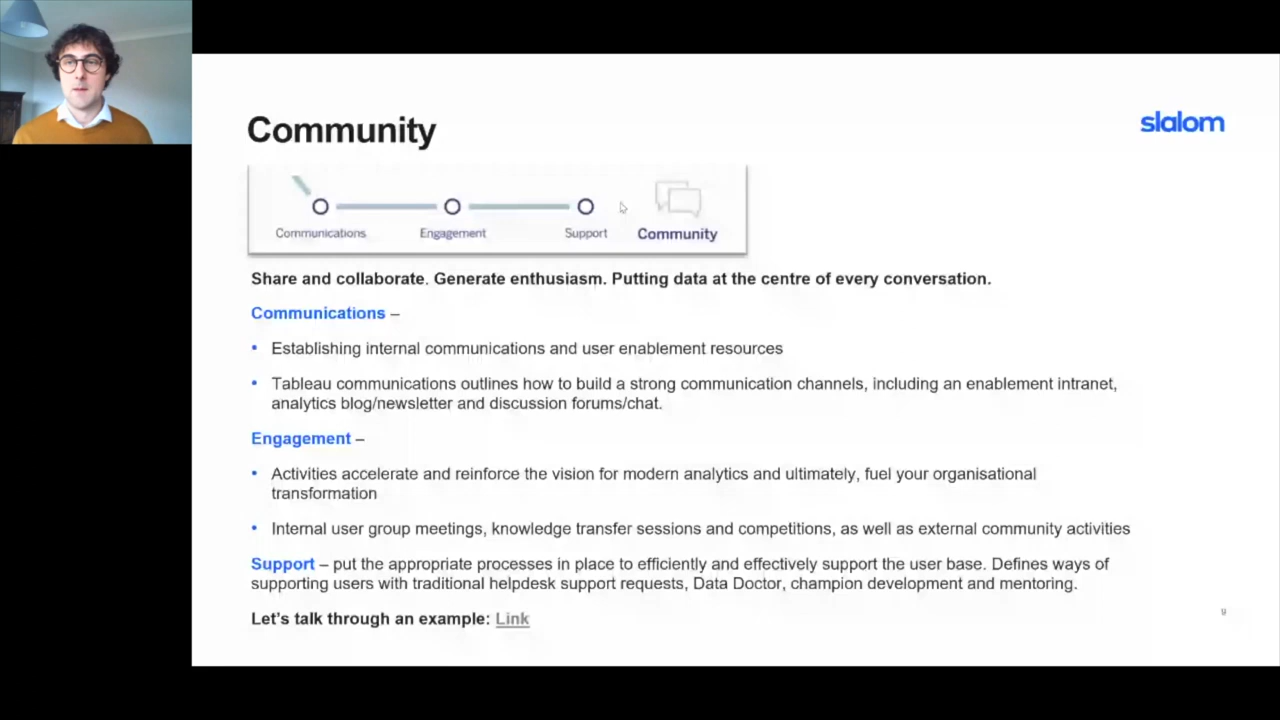 Community
slalom
Communications
Engagement
Support
Community
Share and collaborate. Generate enthusiasm. Putting data at the centre of every conversation.
Communications –
• Establishing internal communications and user enablement resources
• Tableau communications outlines how to build a strong communication channels, including an enablement intranet,
analytics blog/newsletter and discussion forums/chat.
Engagement –
• Activities accelerate and reinforce the vision for modern analytics and ultimately, fuel your organisational
transformation
• Internal user group meetings, knowledge transfer sessions and competitions, as well as external community activities
Support – put the appropriate processes in place to efficiently and effectively support the user base. Defines ways of
supporting users with traditional helpdesk support requests, Data Doctor, champion development and mentoring.
Let's talk through an example: Link